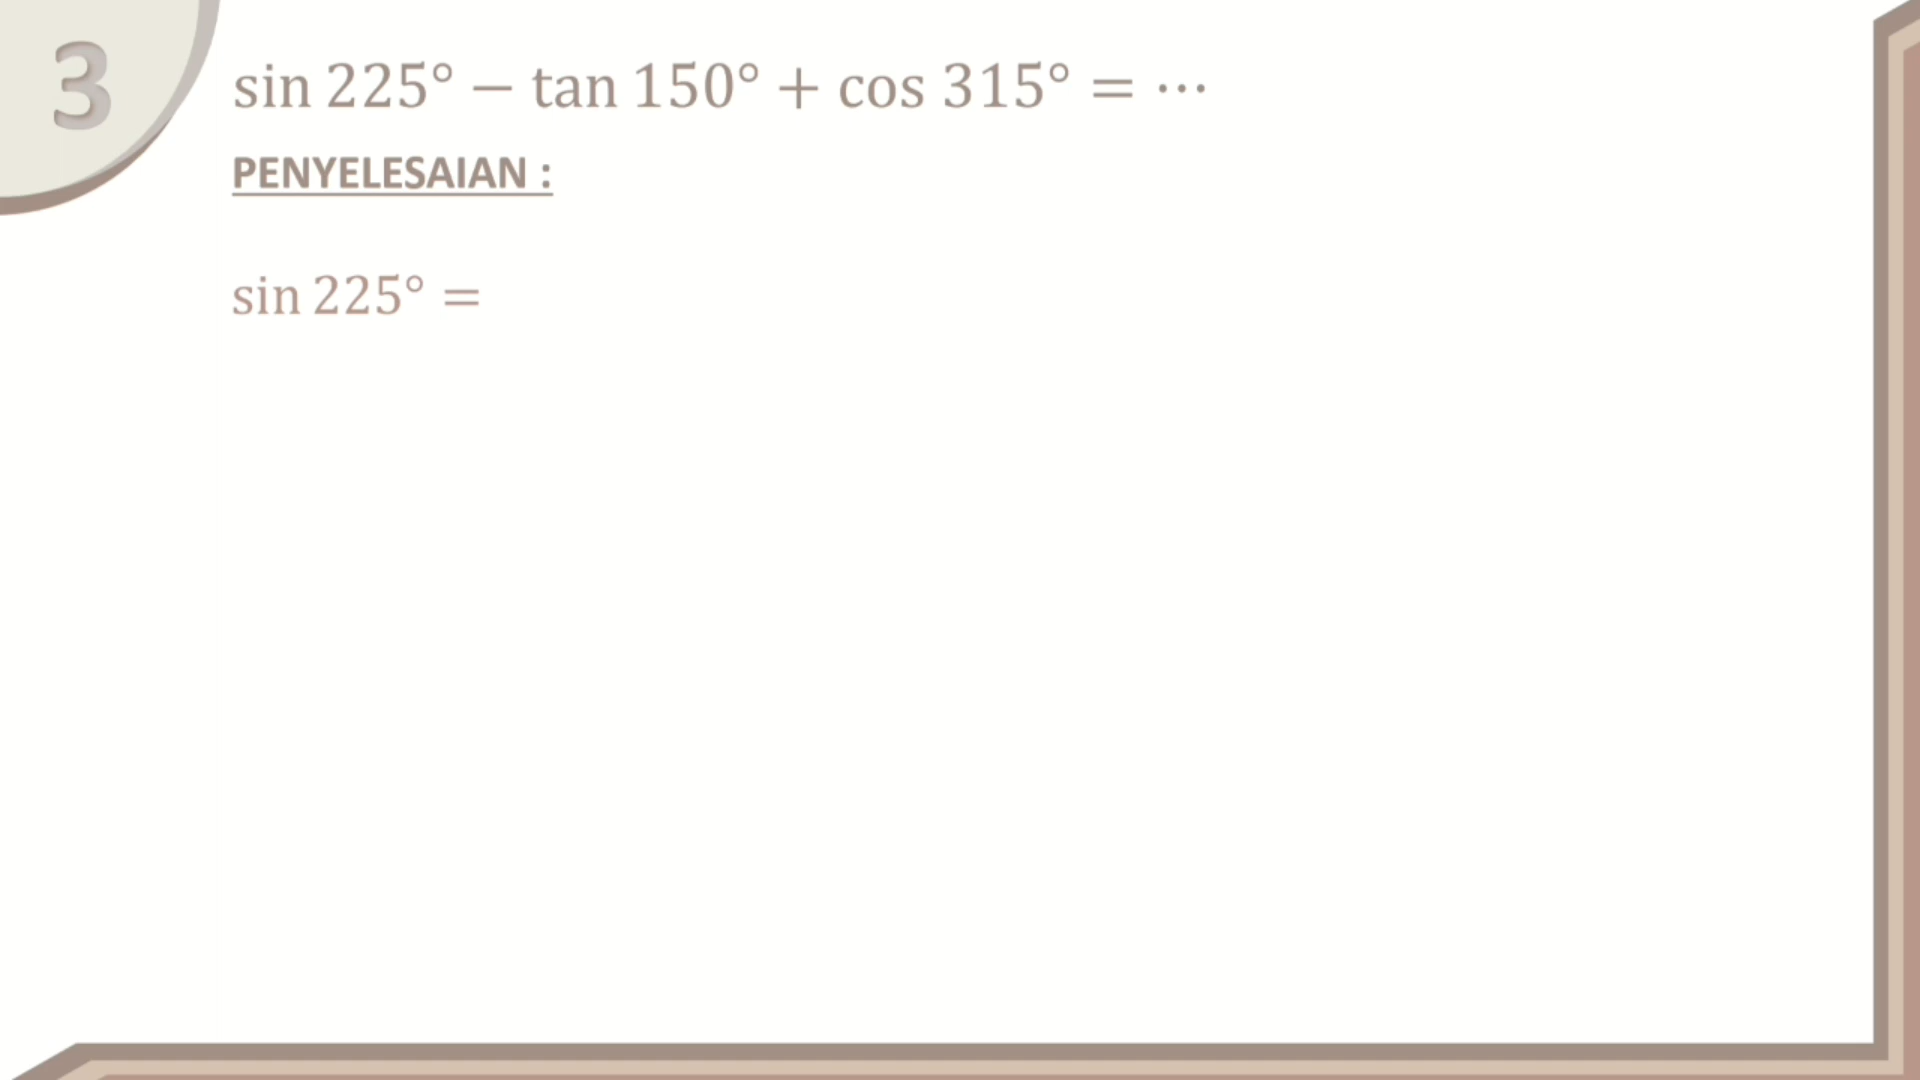 3
sin 225° − tan 150° + cos 315° = ⋯
PENYELESAIAN :
sin 225° =